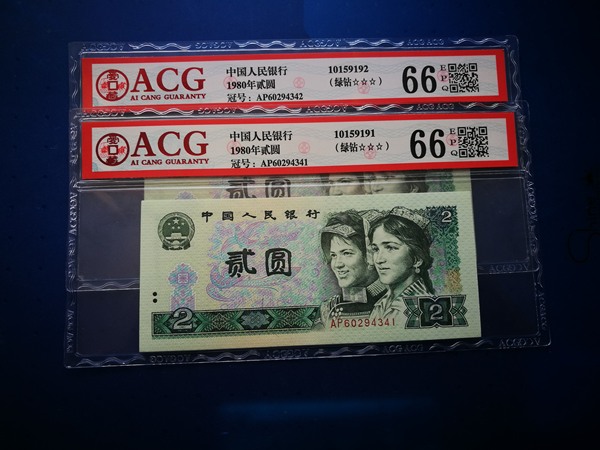 ACG
AI CANG GUARANTY
中国人民银行
1980年贰圆
冠号：AP60294342
10159192
（绿钻☆☆☆）
66
EPQ
ACG
AI CANG GUARANTY
中国人民银行
1980年贰圆
冠号：AP60294341
10159191
（绿钻☆☆☆）
66
EPQ
中国人民银行
2
贰圆
AP60294341
2
2